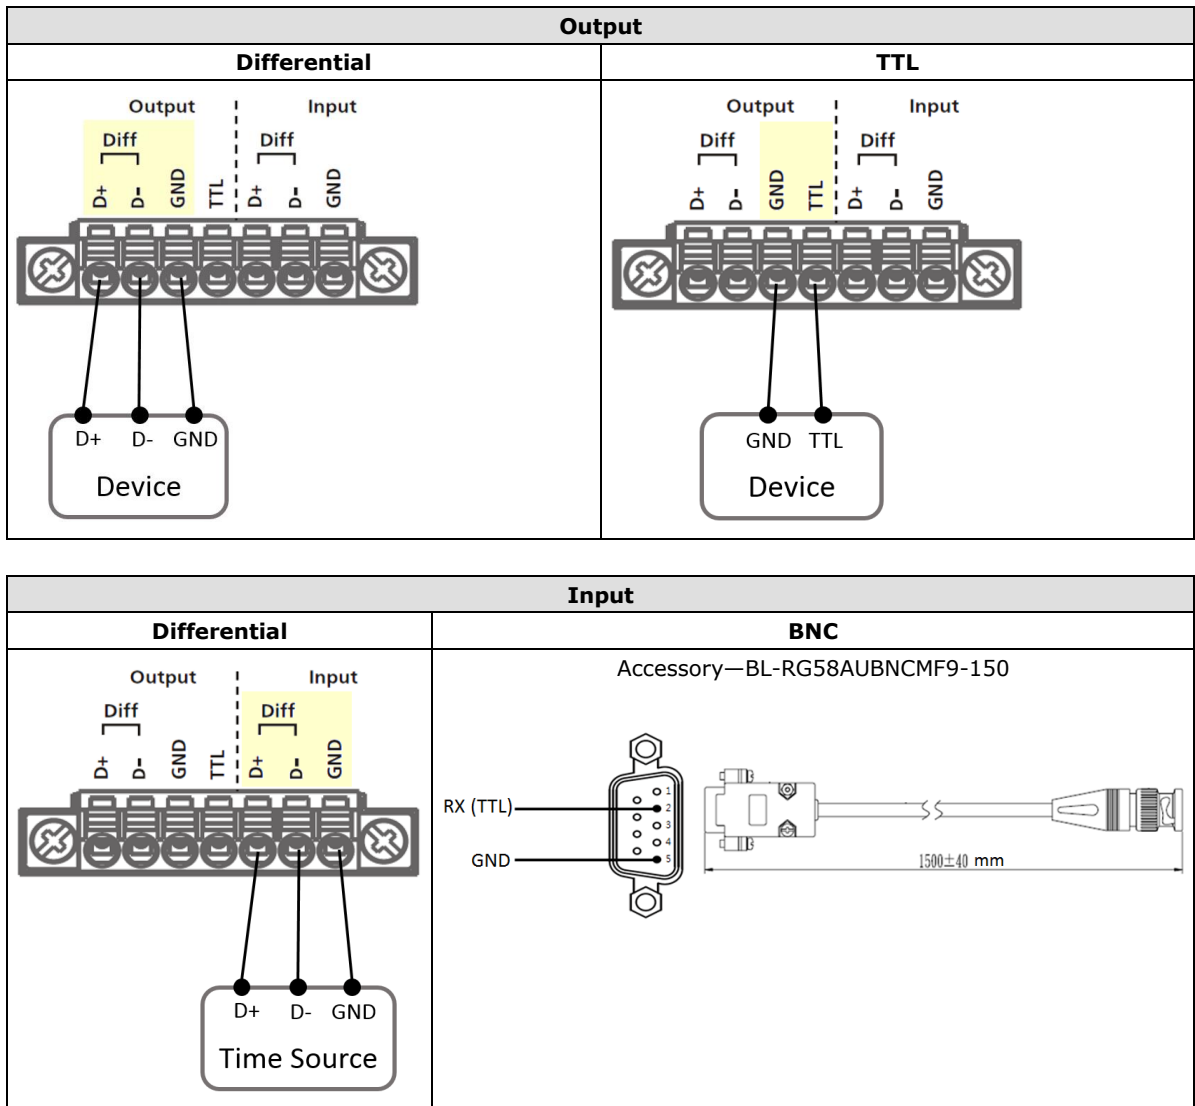 Output
Differential
TTL
Output Input
Diff Diff
D+ D- GND TTL D+ D- GND
D+ D- GND
Device
Output Input
Diff Diff
D+ D- GND TTL D+ D- GND
GND TTL
Device
Input
Differential
BNC
Output Input
Diff Diff
D+ D- GND TTL D+ D- GND
D+ D- GND
Time Source
Accessory—BL-RG58AUBNCMF9-150
RX (TTL)
GND
1
2
3
4
5
1500±40 mm